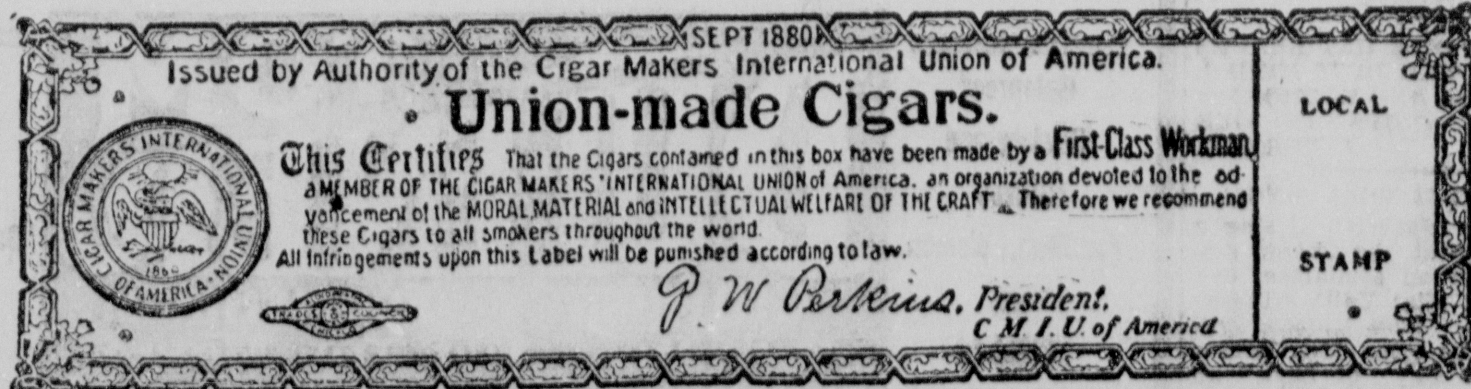 SEPT 1880
Issued by Authority of the Cigar Makers International Union of America.
Union-made Cigars.
This Certifies That the Cigars contained in this box have been made by a First-Class Workman,
a MEMBER OF THE CIGAR MAKERS' INTERNATIONAL UNION of America, an organization devoted to the ad-
vancement of the MORAL, MATERIAL and INTELLECTUAL WELFARE OF THE CRAFT. Therefore we recommend
these Cigars to all smokers throughout the world.
All Infringements upon this Label will be punished according to law.
G W Perkins, President,
C M. I. U. of America
CIGAR MAKERS INTERNATIONAL UNION
OF AMERICA
TRADES COUNCIL
LOCAL
STAMP